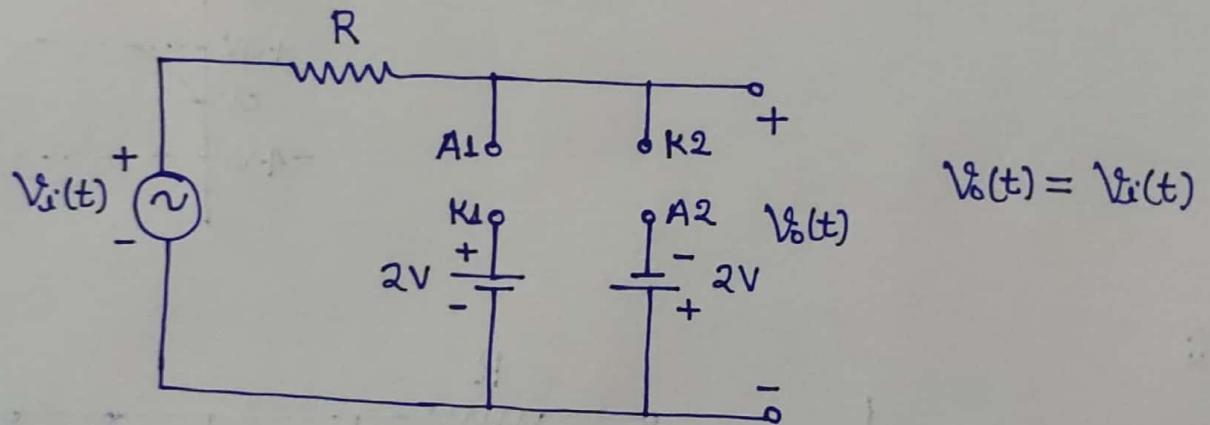 R
+
A1
K2
+
Vi(t)
-
K1
A2
Vo(t)
Vo(t) = Vi(t)
+
-
2V
2V
-
+
-